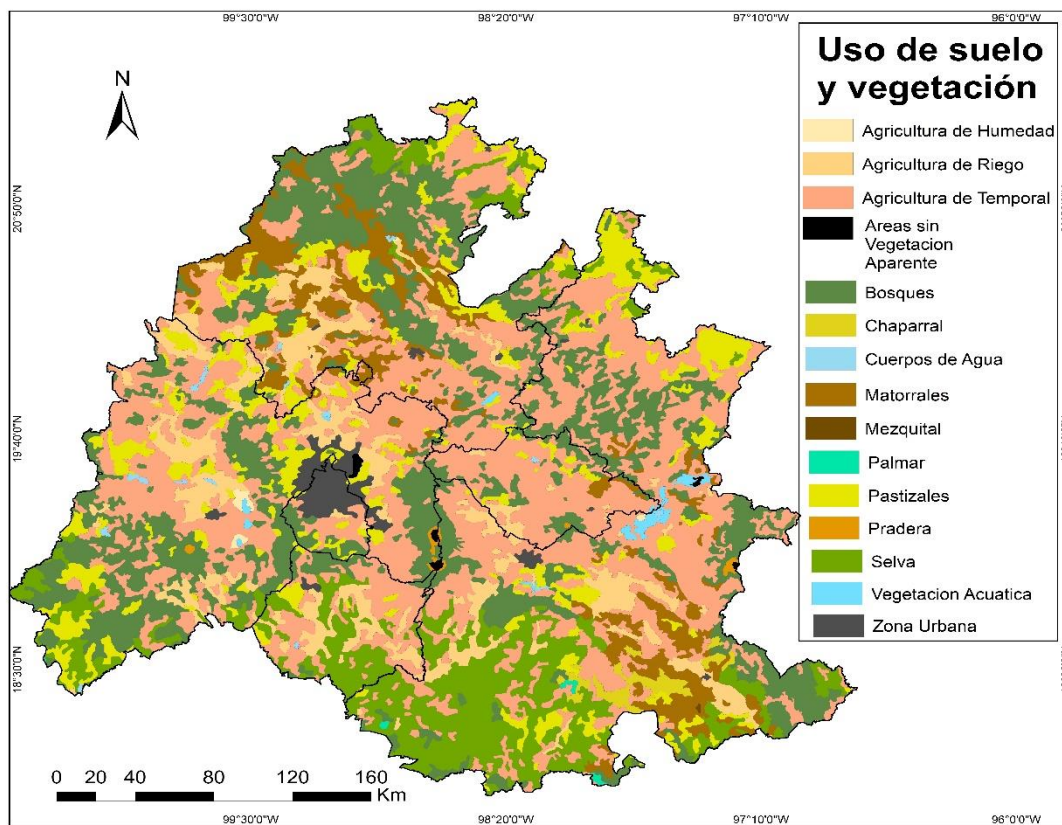 99°30'0"W 98°20'0"W 97°10'0"W 96°0'0"W
Uso de suelo
y vegetación
N
Agricultura de Humedad
Agricultura de Riego
Agricultura de Temporal
Areas sin
Vegetacion
Aparente
Bosques
Chaparral
Cuerpos de Agua
Matorrales
Mezquital
Palmar
Pastizales
Pradera
Selva
Vegetacion Acuatica
Zona Urbana
20°50'0"N
19°40'0"N
18°30'0"N
0 20 40 80 120 160
Km
99°30'0"W 98°20'0"W 97°10'0"W 96°0'0"W